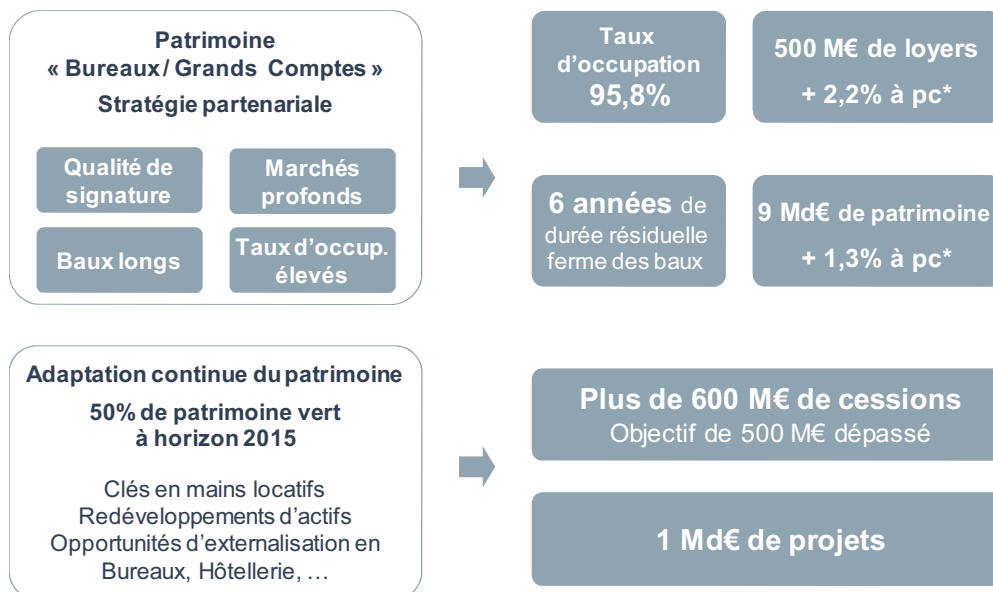 Patrimoine
« Bureaux / Grands Comptes »
Stratégie partenariale
Qualité de
signature
Marchés
profonds
Baux longs
Taux d'occup.
élevés
Taux
d'occupation
95,8%
500 M€ de loyers
+ 2,2% à pc*
6 années de
durée résiduelle
ferme des baux
9 Md€ de patrimoine
+ 1,3% à pc*
Adaptation continue du patrimoine
50% de patrimoine vert
à horizon 2015
Clés en mains locatifs
Redéveloppements d'actifs
Opportunités d'externalisation en
Bureaux, Hôtellerie, …
Plus de 600 M€ de cessions
Objectif de 500 M€ dépassé
1 Md€ de projets